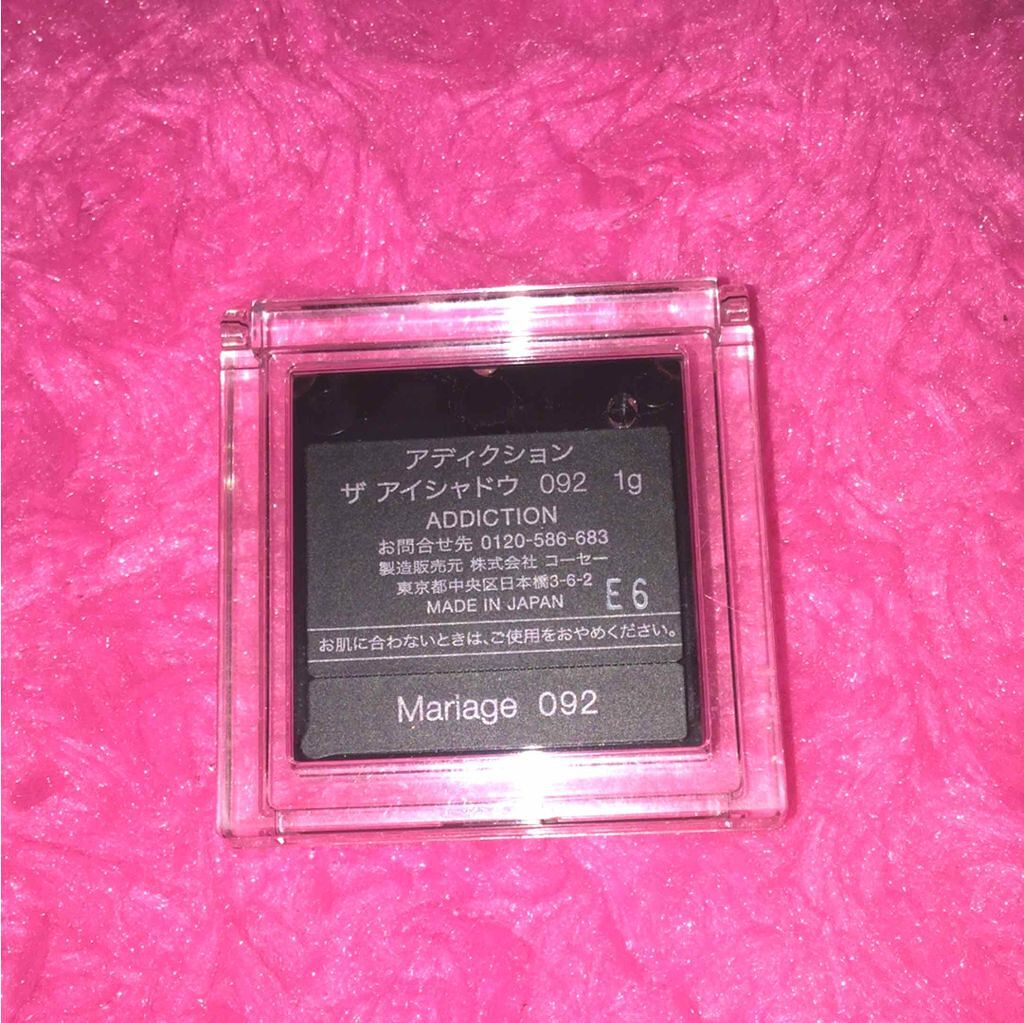 アディクション
ザ アイシャドウ 092 1g
ADDICTION
お問合せ先 0120-586-683
製造販売元 株式会社 コーセー
東京都中央区日本橋3-6-2
MADE IN JAPAN E6
お肌に合わないときは、ご使用をおやめください。
Mariage 092